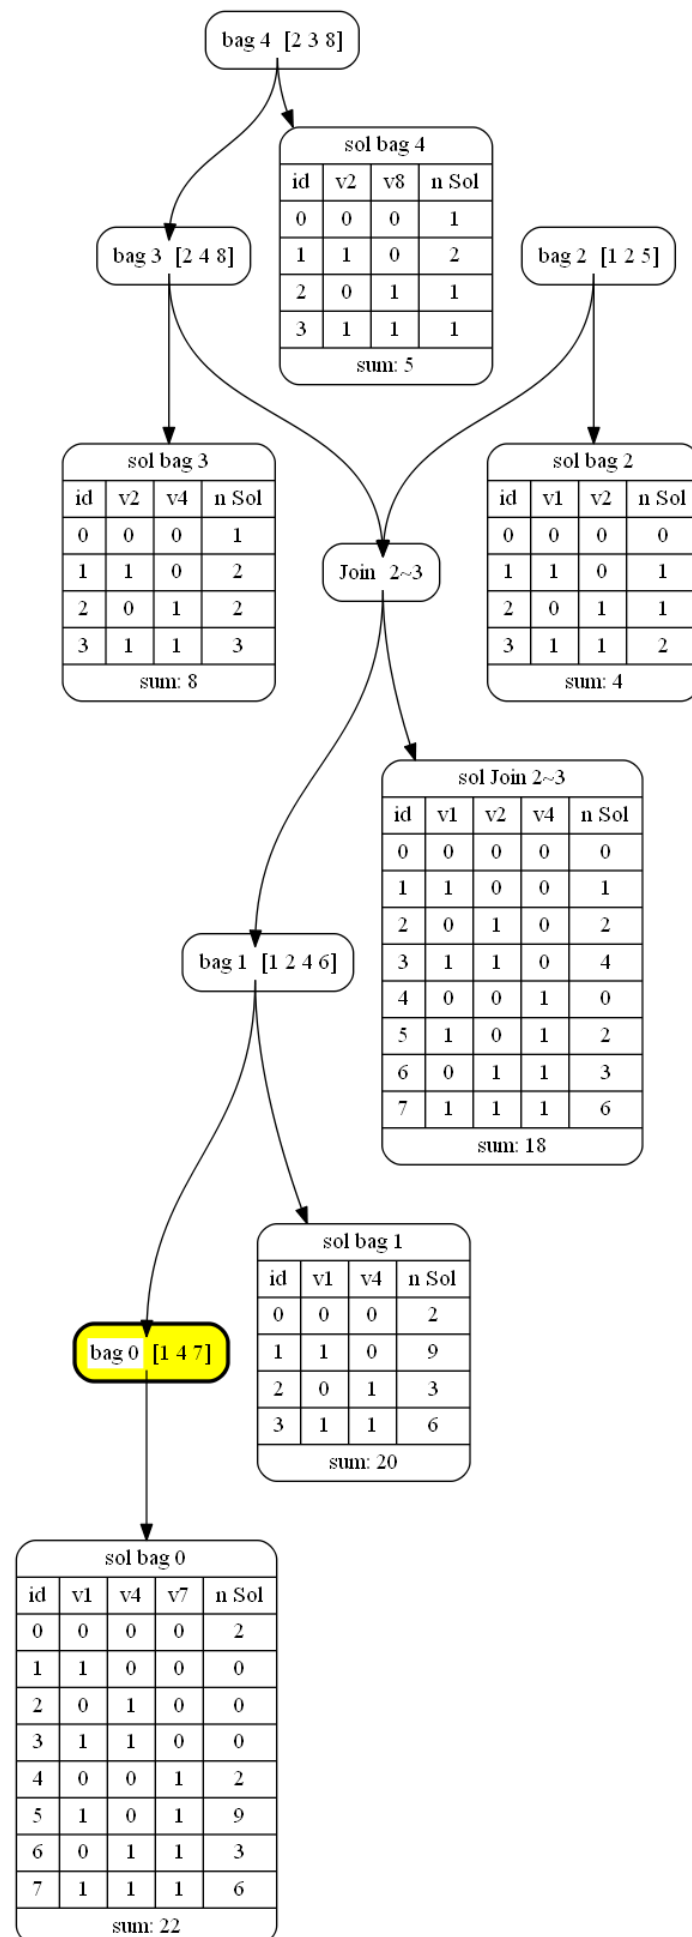 bag 4 [2 3 8]
sol bag 4
id v2 v8 n Sol
0 0 0 1
1 1 0 2
2 0 1 1
3 1 1 1
sum: 5
bag 3 [2 4 8]
bag 2 [1 2 5]
sol bag 3
id v2 v4 n Sol
0 0 0 1
1 1 0 2
2 0 1 2
3 1 1 3
sum: 8
sol bag 2
id v1 v2 n Sol
0 0 0 0
1 1 0 1
2 0 1 1
3 1 1 2
sum: 4
Join 2~3
sol Join 2~3
id v1 v2 v4 n Sol
0 0 0 0 0
1 1 0 0 1
2 0 1 0 2
3 1 1 0 4
4 0 0 1 0
5 1 0 1 2
6 0 1 1 3
7 1 1 1 6
sum: 18
bag 1 [1 2 4 6]
sol bag 1
id v1 v4 n Sol
0 0 0 2
1 1 0 9
2 0 1 3
3 1 1 6
sum: 20
bag 0 [1 4 7]
sol bag 0
id v1 v4 v7 n Sol
0 0 0 0 2
1 1 0 0 0
2 0 1 0 0
3 1 1 0 0
4 0 0 1 2
5 1 0 1 9
6 0 1 1 3
7 1 1 1 6
sum: 22